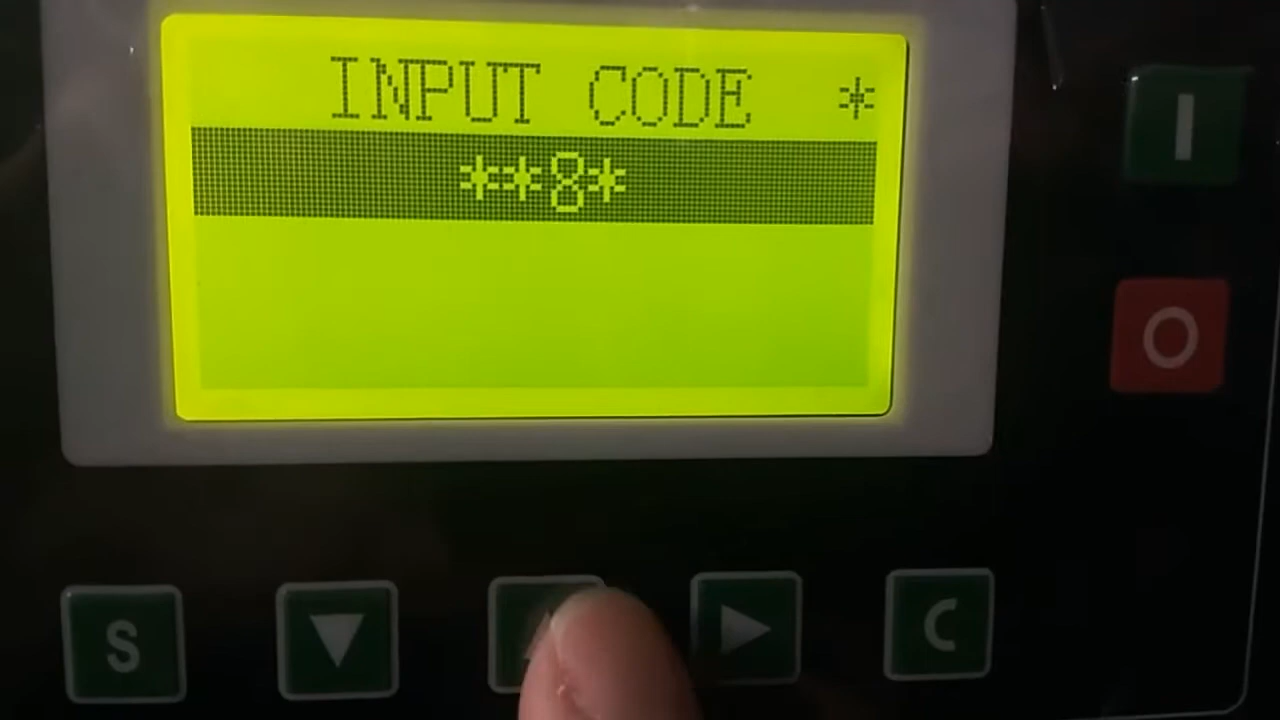 INPUT CODE *
**8*
I
O
S
▼
▶
C